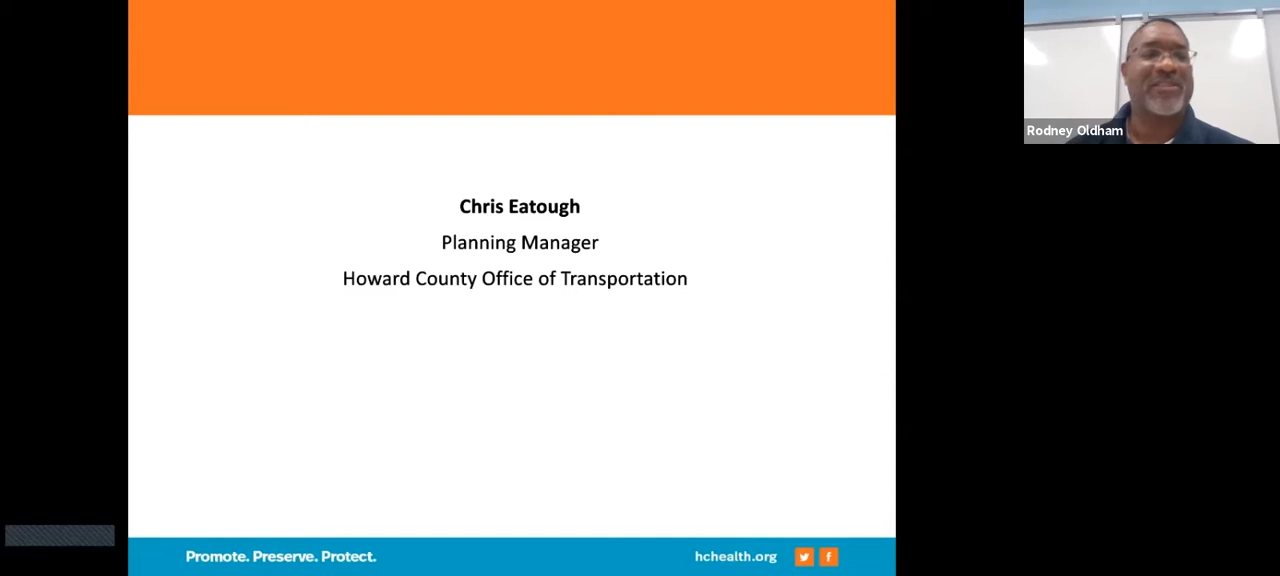 Chris Eatough
Planning Manager
Howard County Office of Transportation
Rodney Oldham
Promote. Preserve. Protect.
hchealth.org